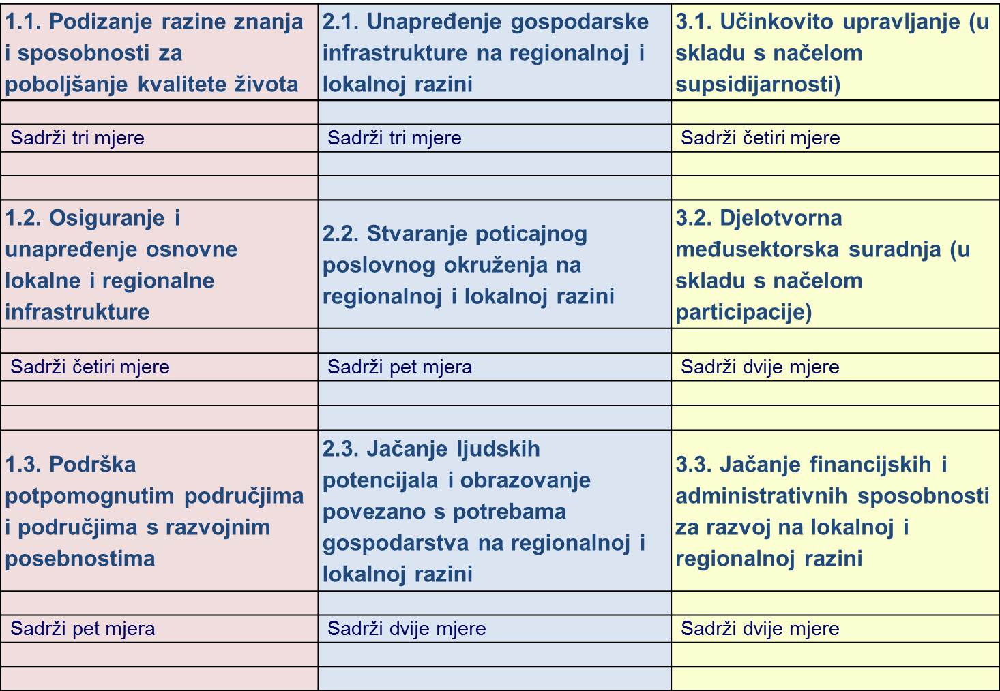 1.1. Podizanje razine znanja
i sposobnosti za
poboljšanje kvalitete života
2.1. Unapređenje gospodarske
infrastrukture na regionalnoj i
lokalnoj razini
3.1. Učinkovito upravljanje (u
skladu s načelom
supsidijarnosti)
Sadrži tri mjere
Sadrži tri mjere
Sadrži četiri mjere
1.2. Osiguranje i
unapređenje osnovne
lokalne i regionalne
infrastrukture
2.2. Stvaranje poticajnog
poslovnog okruženja na
regionalnoj i lokalnoj razini
3.2. Djelotvorna
međusektorska suradnja (u
skladu s načelom
participacije)
Sadrži četiri mjere
Sadrži pet mjera
Sadrži dvije mjere
1.3. Podrška
potpomognutim područjima
i područjima s razvojnim
posebnostima
2.3. Jačanje ljudskih
potencijala i obrazovanje
povezano s potrebama
gospodarstva na regionalnoj i
lokalnoj razini
3.3. Jačanje financijskih i
administrativnih sposobnosti
za razvoj na lokalnoj i
regionalnoj razini
Sadrži pet mjera
Sadrži dvije mjere
Sadrži dvije mjere